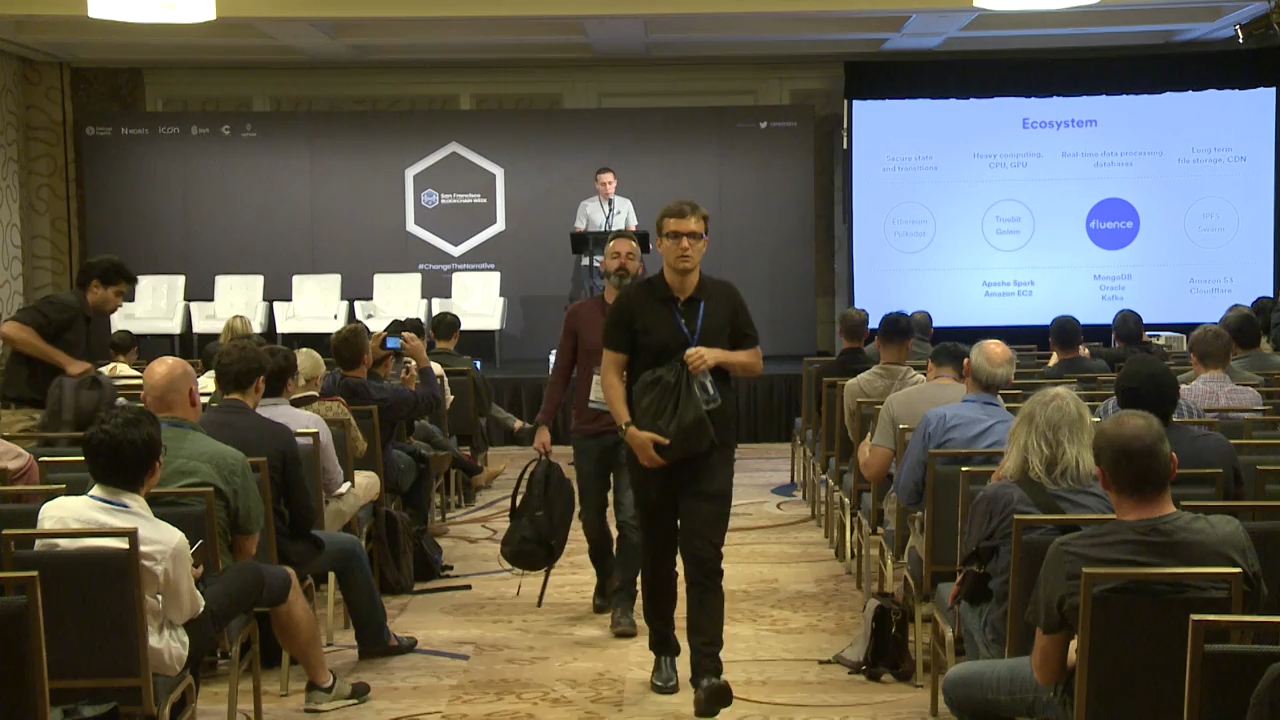 NKN
ICON
San Francisco
BLOCKCHAIN WEEK
#ChangeTheNarrative
Ecosystem
Secure state
and transitions
Heavy computing,
CPU, GPU
Real-time data processing,
databases
Long term
file storage, CDN
Ethereum
Polkadot
Truebit
Golem
fluence
IPFS
Swarm
Apache Spark
Amazon EC2
MongoDB
Oracle
Kafka
Amazon S3
Cloudflare